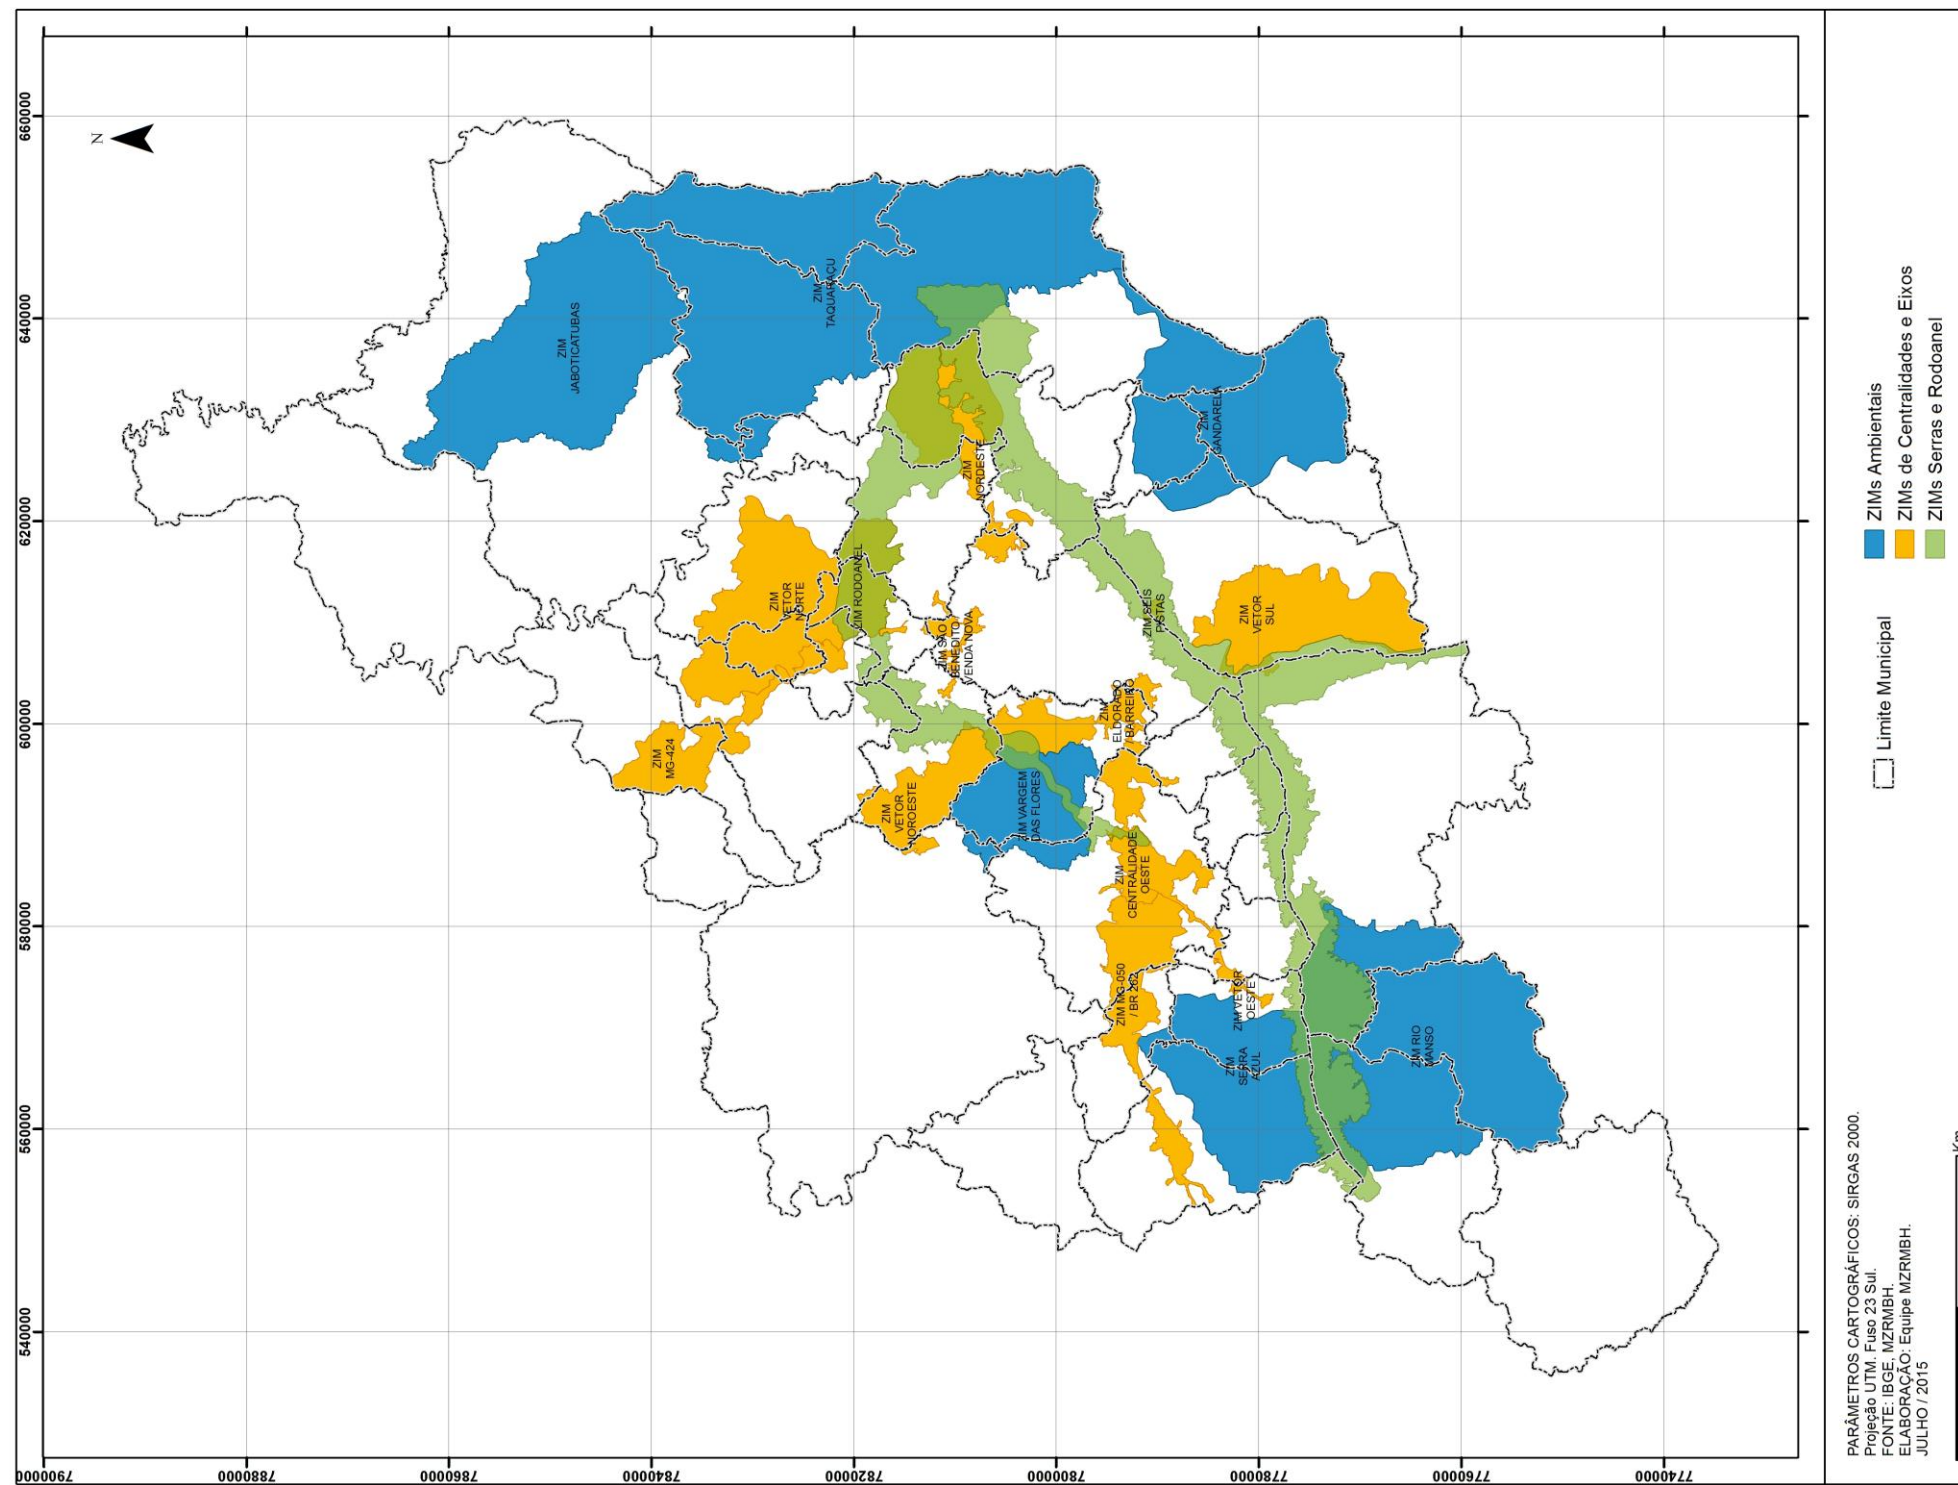 540000
560000
580000
600000
620000
640000
660000
7900000
7880000
7860000
7840000
7820000
7800000
7780000
7760000
7740000
N
ZIM
JABOTICATUBAS
ZIM
TAQUARAÇU
ZIM
MG-424
ZIM
VETOR
NORTE
ZIM RODOANEL
ZIM
NORDESTE
ZIM SÃO
BENEDITO /
VENDA NOVA
ZIM
VETOR
NOROESTE
ZIM VARGEM
DAS FLORES
ZIM
ELDORADO
/ BARREIRO
ZIM
CENTRALIDADE
OESTE
ZIM MG-050
/ BR 262
ZIM SEIS
PISTAS
ZIM
GANDARELA
ZIM
VETOR
SUL
ZIM VETOR
OESTE
ZIM
SERRA
AZUL
ZIM RIO
MANSO
PARÂMETROS CARTOGRÁFICOS: SIRGAS 2000.
Projeção UTM. Fuso 23 Sul.
FONTE: IBGE, MZRMBH.
ELABORAÇÃO: Equipe MZRMBH.
JULHO / 2015
Km
Limite Municipal
ZIMs Ambientais
ZIMs de Centralidades e Eixos
ZIMs Serras e Rodoanel